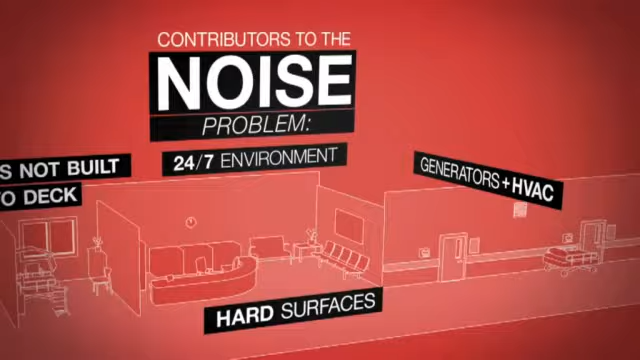 CONTRIBUTORS TO THE
NOISE
PROBLEM:
24/7 ENVIRONMENT
S NOT BUILT
O DECK
GENERATORS + HVAC
HARD SURFACES